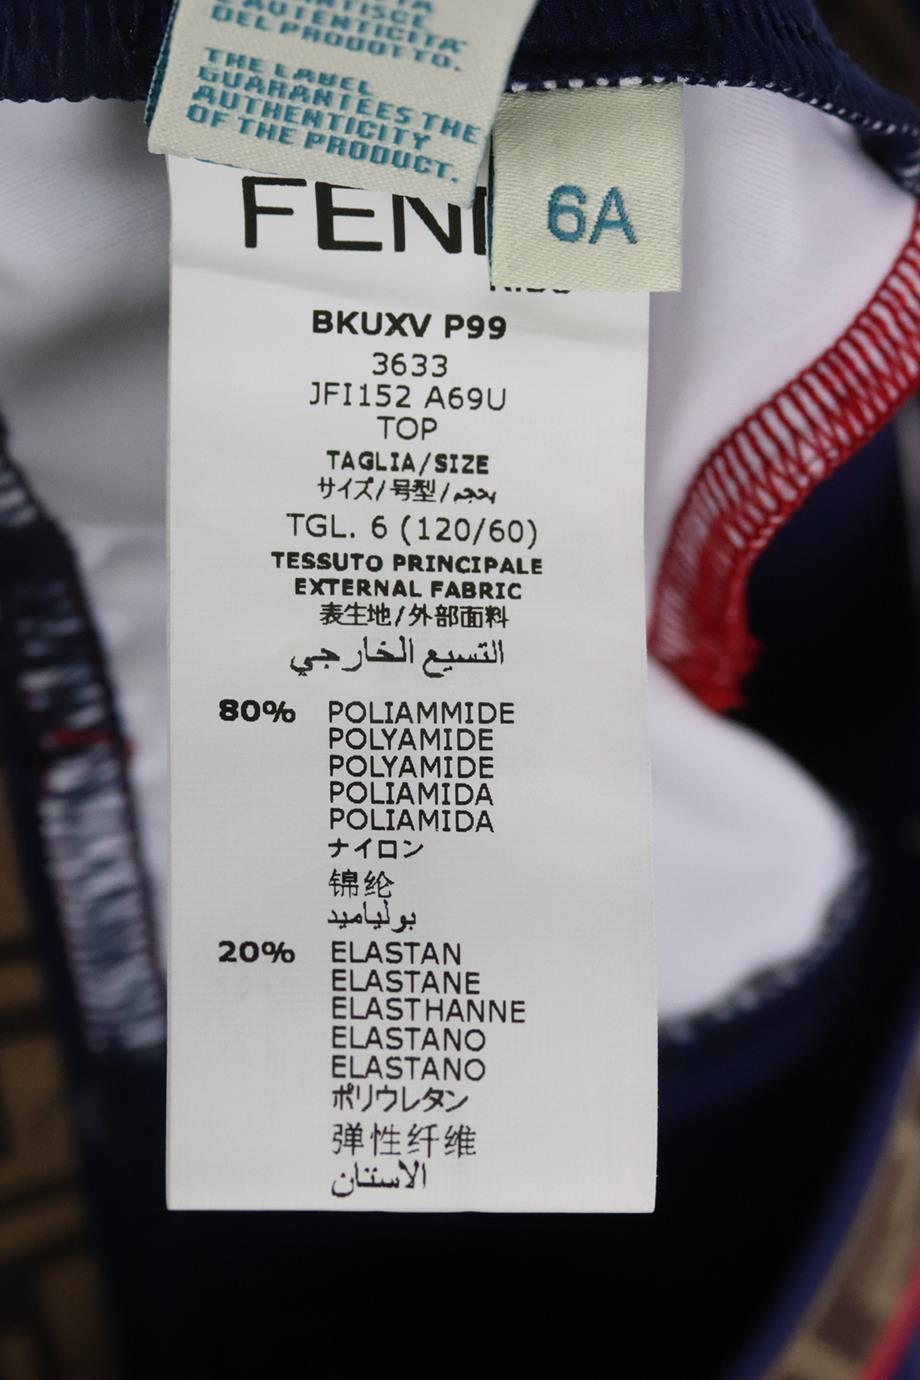 L'AUTENTICITA'
DEL PRODOTTO.
THE LABEL
GUARANTEES THE
AUTHENTICITY
OF THE PRODUCT.
6A
FEN
BKUXV P99
3633
JFI152 A69U
TOP
TAGLIA/SIZE
サイズ/号型/بحجم
TGL. 6 (120/60)
TESSUTO PRINCIPALE
EXTERNAL FABRIC
表生地/外部面料
التسيع الخارجي
80% POLIAMMIDE
POLYAMIDE
POLYAMIDE
POLIAMIDA
POLIAMIDA
ナイロン
锦纶
بولياميد
20% ELASTAN
ELASTANE
ELASTHANNE
ELASTANO
ELASTANO
ポリウレタン
弹性纤维
الاستان